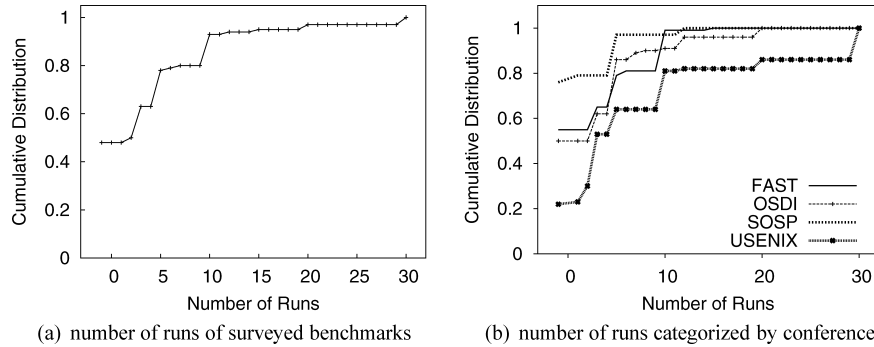 1
0.8
0.6
0.4
0.2
0
Cumulative Distribution
0 5 10 15 20 25 30
Number of Runs
(a) number of runs of surveyed benchmarks
1
0.8
0.6
0.4
0.2
0
Cumulative Distribution
FAST
OSDI
SOSP
USENIX
0 10 20 30
Number of Runs
(b) number of runs categorized by conference